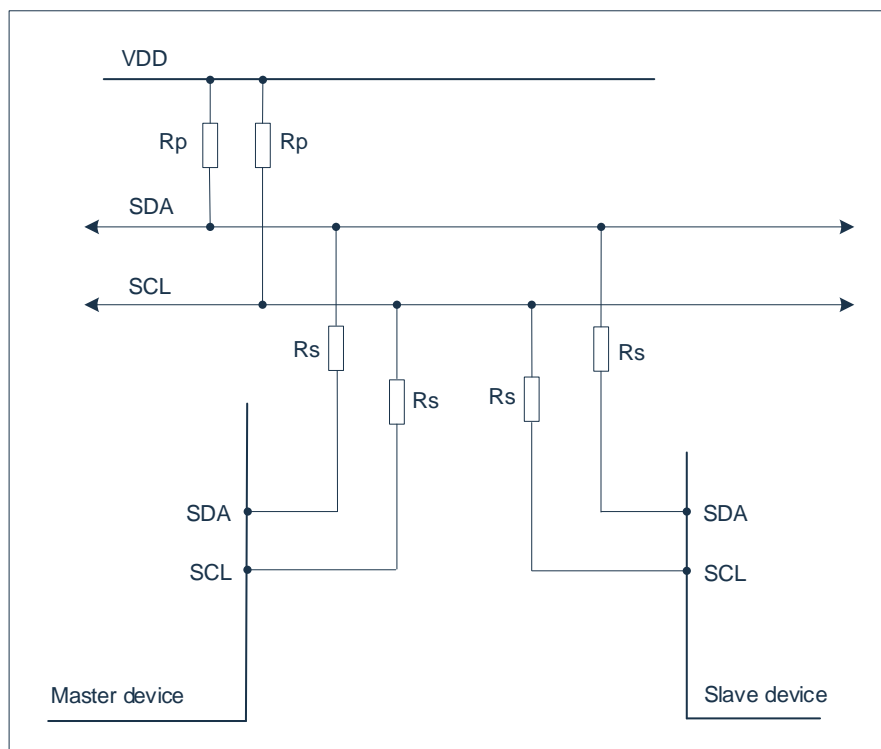 VDD
Rp
Rp
SDA
SCL
Rs
Rs
Rs
Rs
SDA
SDA
SCL
SCL
Master device
Slave device